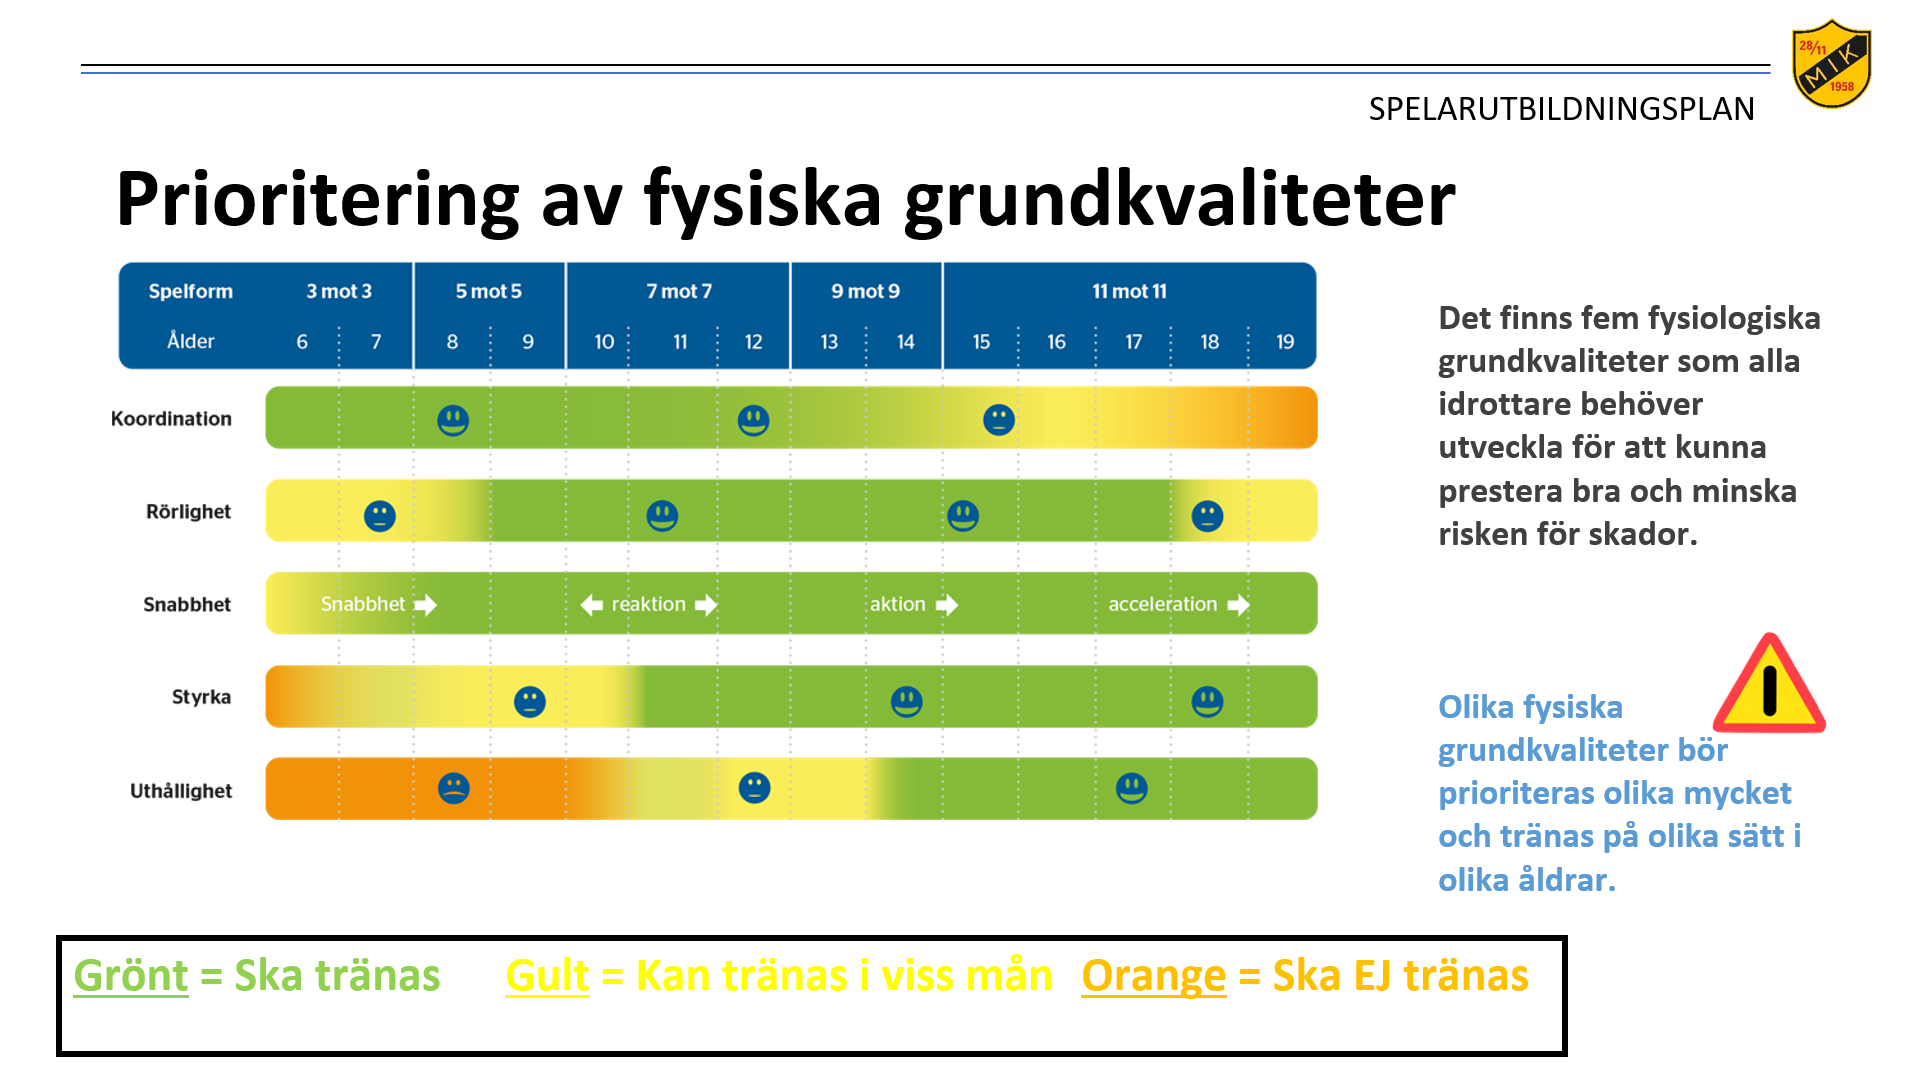 28/11
MIK
1958
SPELARUTBILDNINGSPLAN
Prioritering av fysiska grundkvaliteter
Spelform 3 mot 3 5 mot 5 7 mot 7 9 mot 9 11 mot 11
Ålder 6 7 8 9 10 11 12 13 14 15 16 17 18 19
Koordination
Rörlighet
Snabbhet Snabbhet reaktion aktion acceleration
Styrka
Uthållighet
Det finns fem fysiologiska
grundkvaliteter som alla
idrottare behöver
utveckla för att kunna
prestera bra och minska
risken för skador.
Olika fysiska
grundkvaliteter bör
prioriteras olika mycket
och tränas på olika sätt i
olika åldrar.
Grönt = Ska tränas Gult = Kan tränas i viss mån Orange = Ska EJ tränas